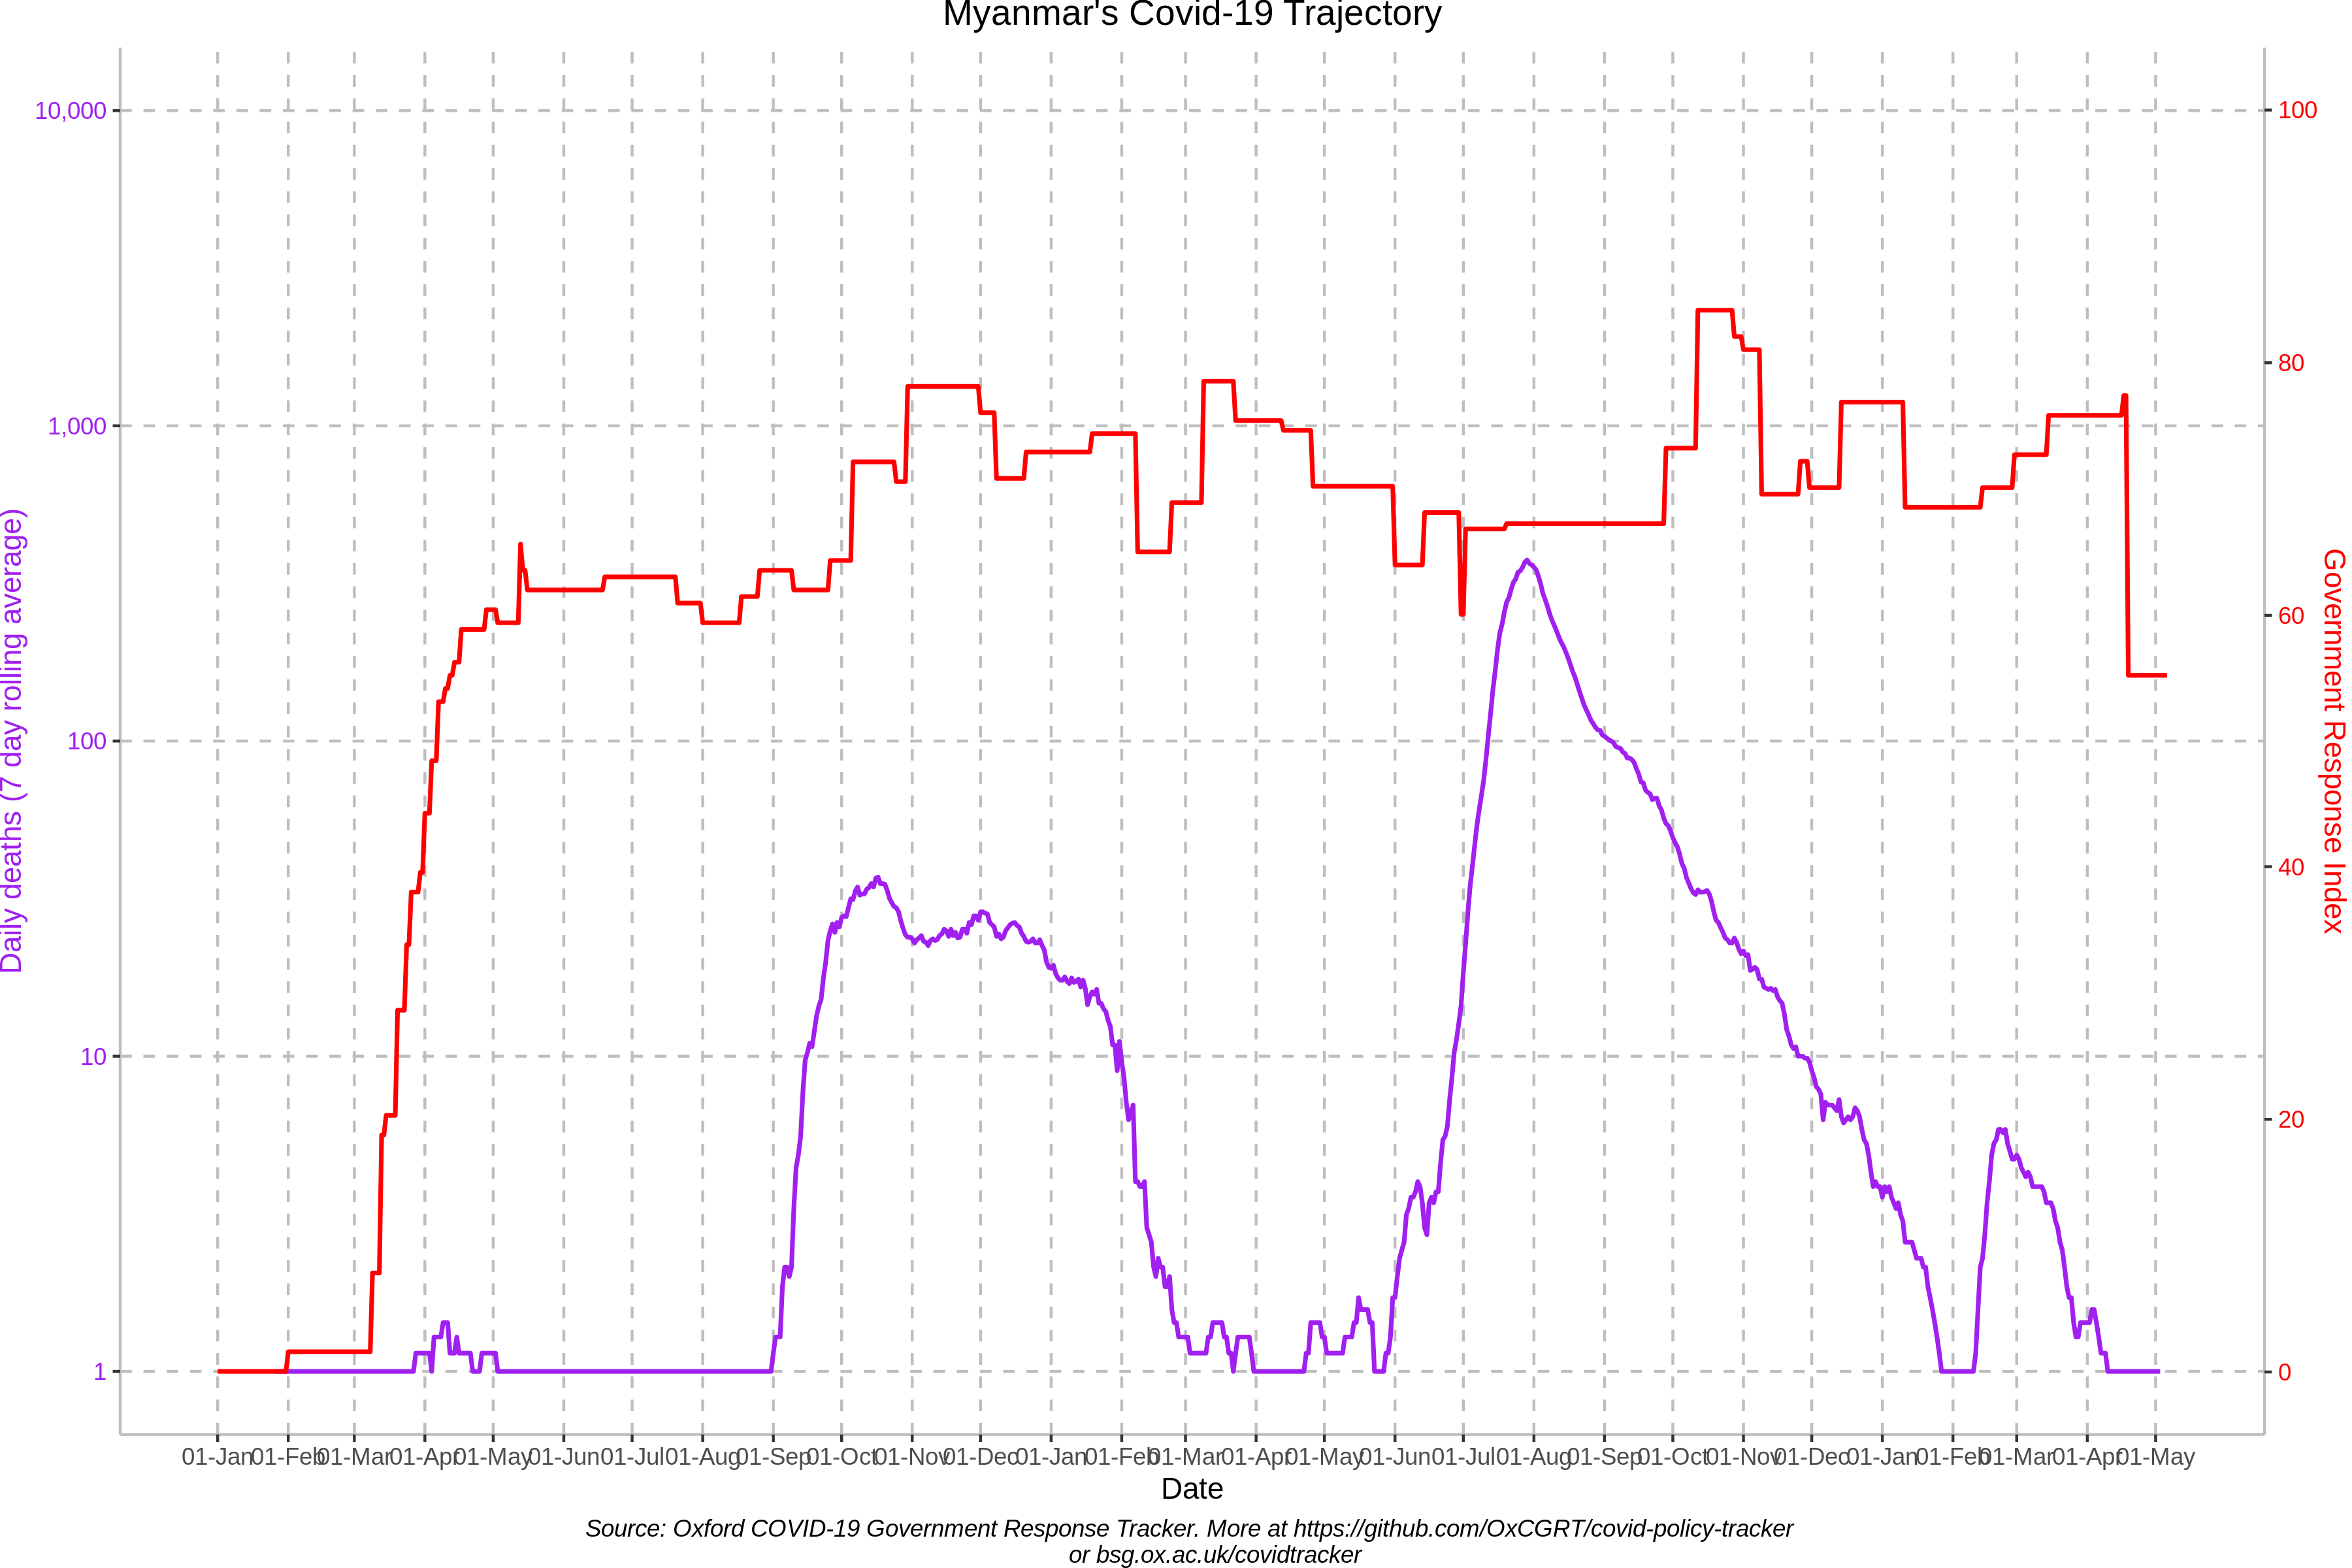 Myanmar's Covid-19 Trajectory
10,000
1,000
100
10
1
Daily deaths (7 day rolling average)
100
80
60
40
20
0
Government Response Index
01-Jan 01-Feb 01-Mar 01-Apr 01-May 01-Jun 01-Jul 01-Aug 01-Sep 01-Oct 01-Nov 01-Dec 01-Jan 01-Feb 01-Mar 01-Apr 01-May 01-Jun 01-Jul 01-Aug 01-Sep 01-Oct 01-Nov 01-Dec 01-Jan 01-Feb 01-Mar 01-Apr 01-May
Date
Source: Oxford COVID-19 Government Response Tracker. More at https://github.com/OxCGRT/covid-policy-tracker
or bsg.ox.ac.uk/covidtracker